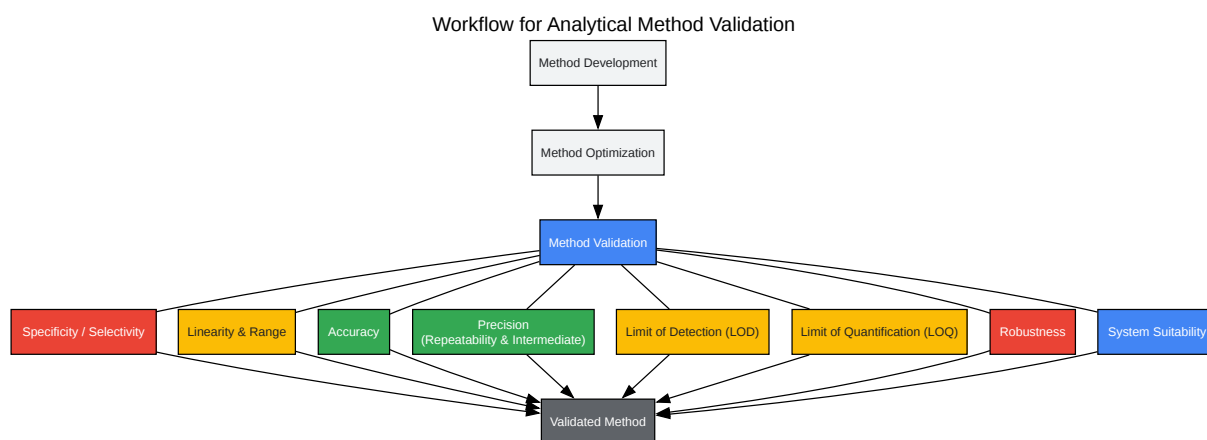 Workflow for Analytical Method Validation
Method Development
Method Optimization
Method Validation
Specificity / Selectivity
Linearity & Range
Accuracy
Precision
(Repeatability & Intermediate)
Limit of Detection (LOD)
Limit of Quantification (LOQ)
Robustness
System Suitability
Validated Method